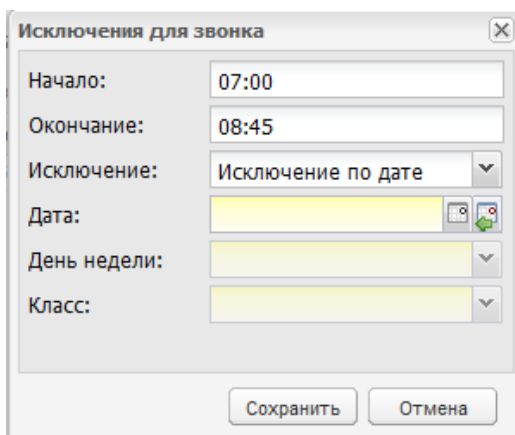 Исключения для звонка
Начало: 07:00
Окончание: 08:45
Исключение: Исключение по дате
Дата:
День недели:
Класс:
Сохранить Отмена